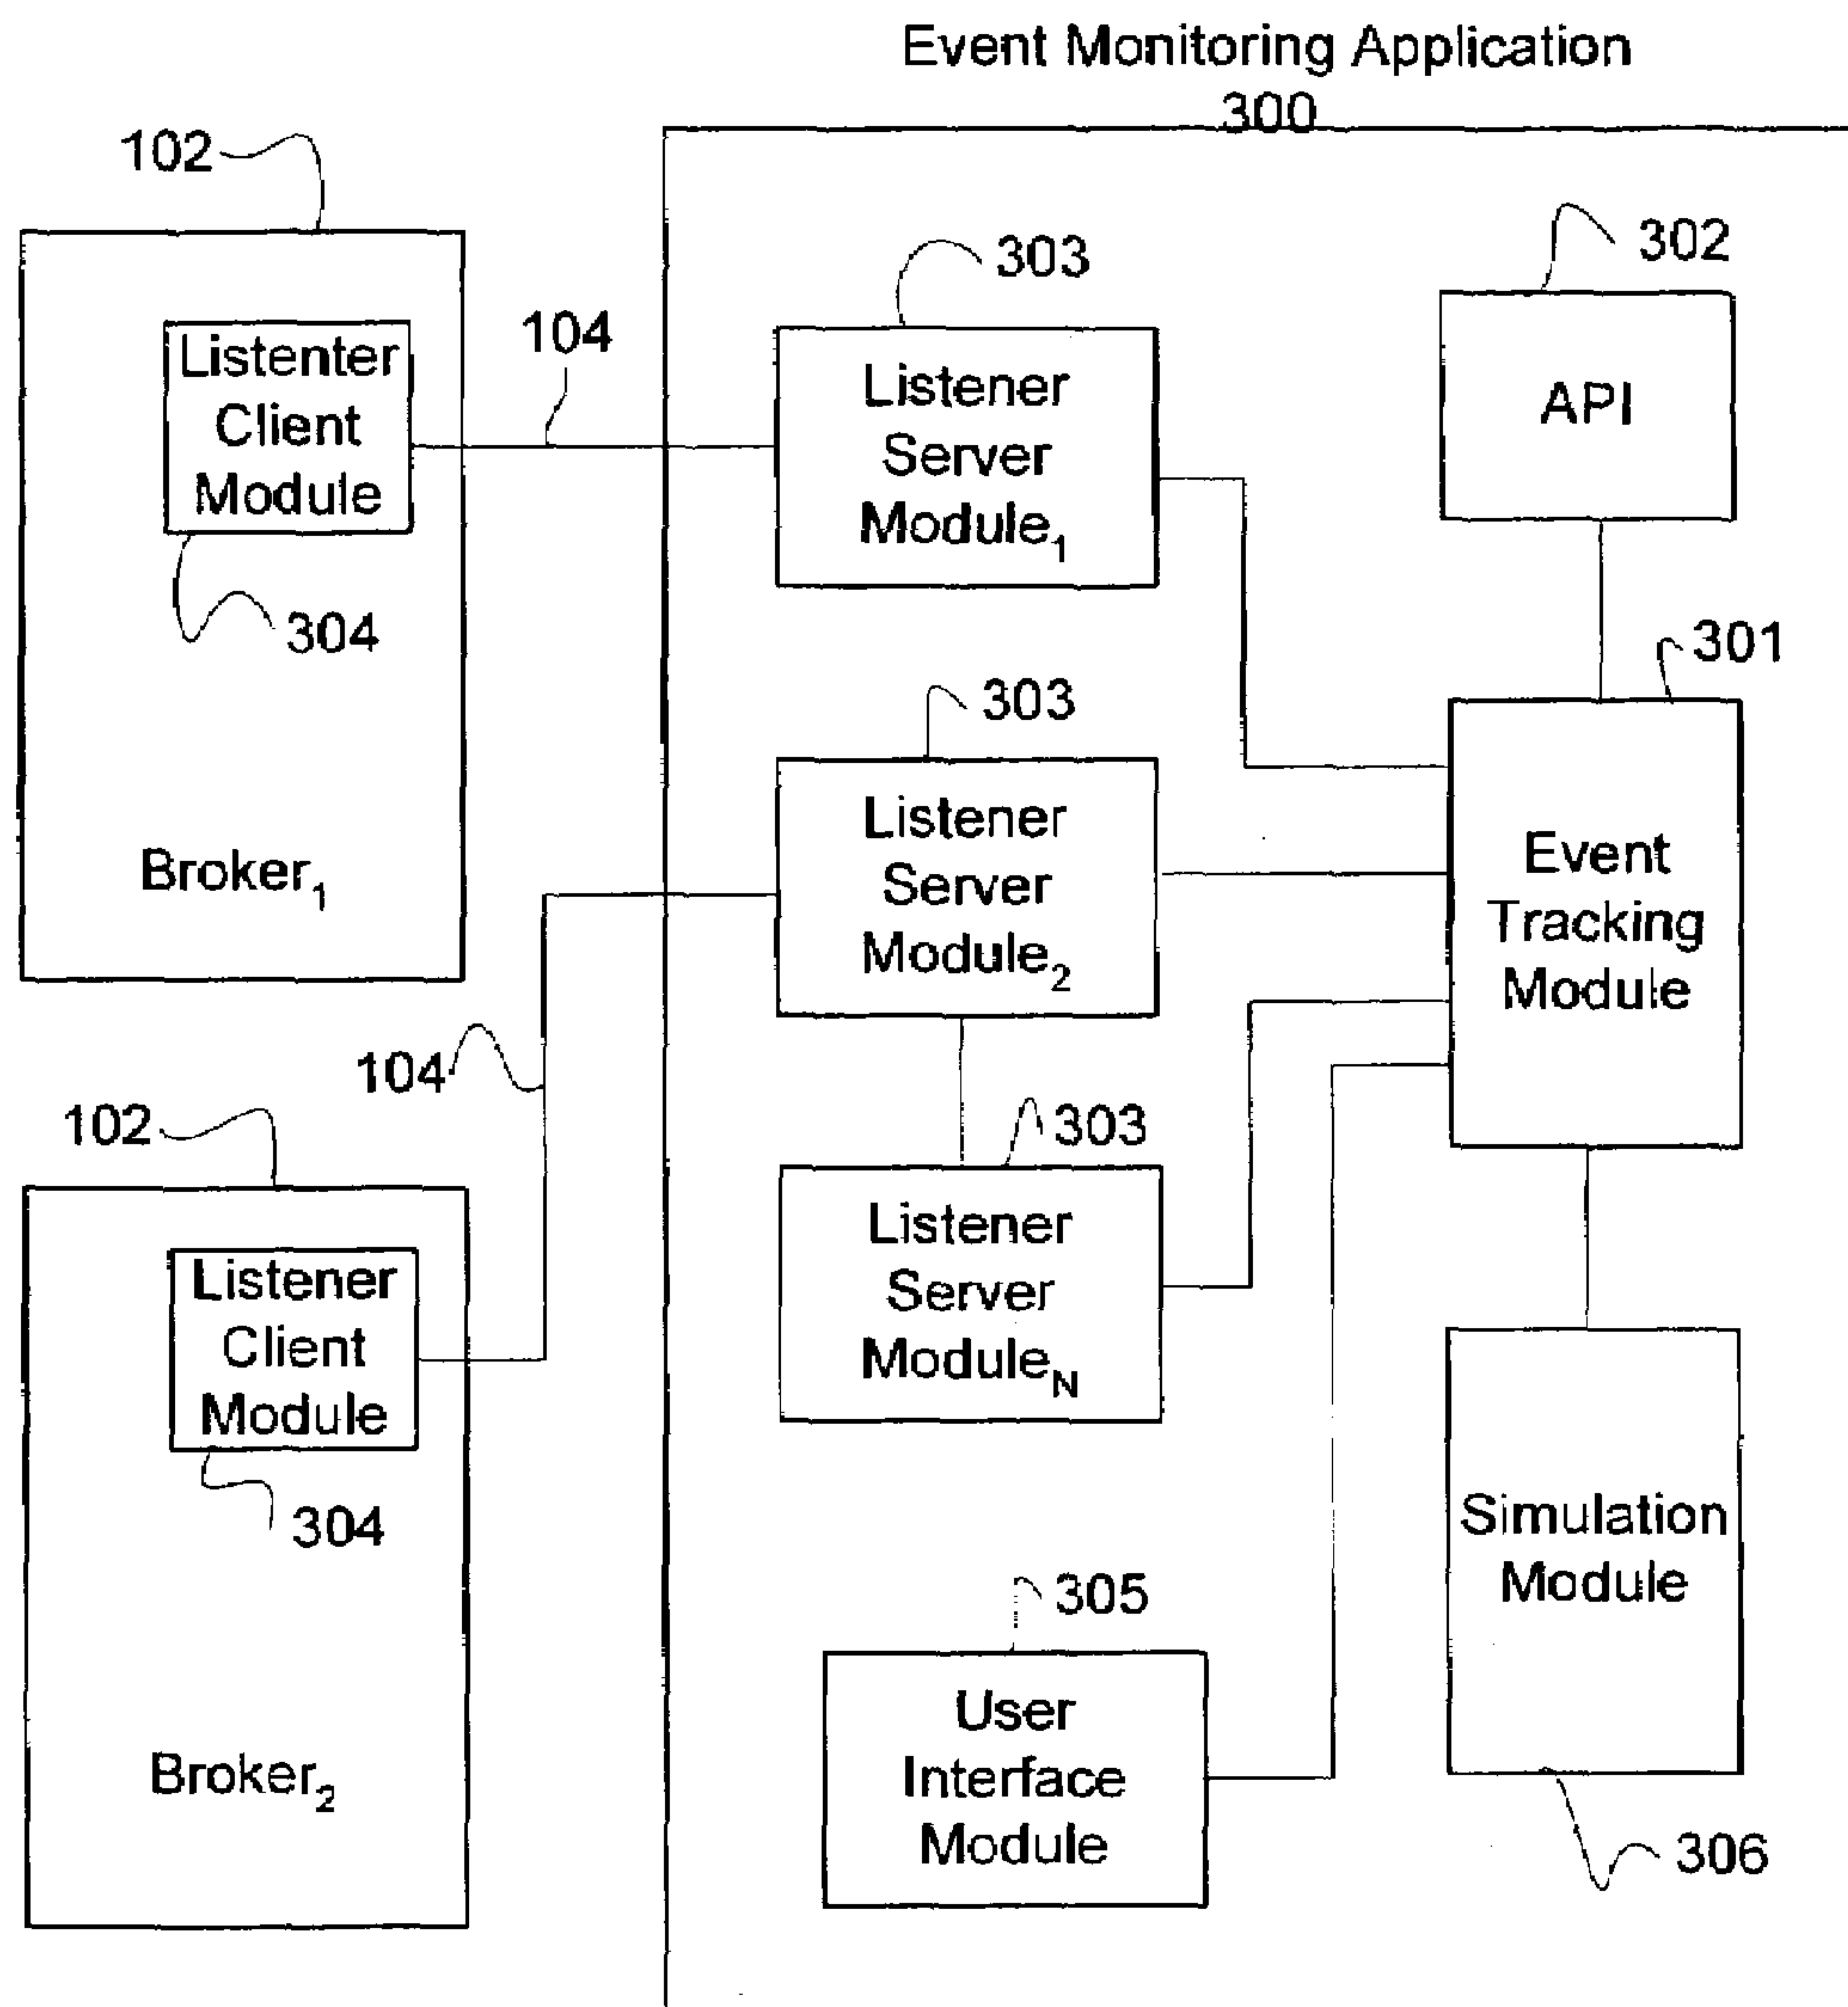 Event Monitoring Application
300
102
Listenter
Client
Module
304
Broker1
104
303
Listener
Server
Module1
302
API
301
Event
Tracking
Module
303
Listener
Server
Module2
104
102
Listener
Client
Module
304
Broker2
303
Listener
Server
ModuleN
305
User
Interface
Module
Simulation
Module
306